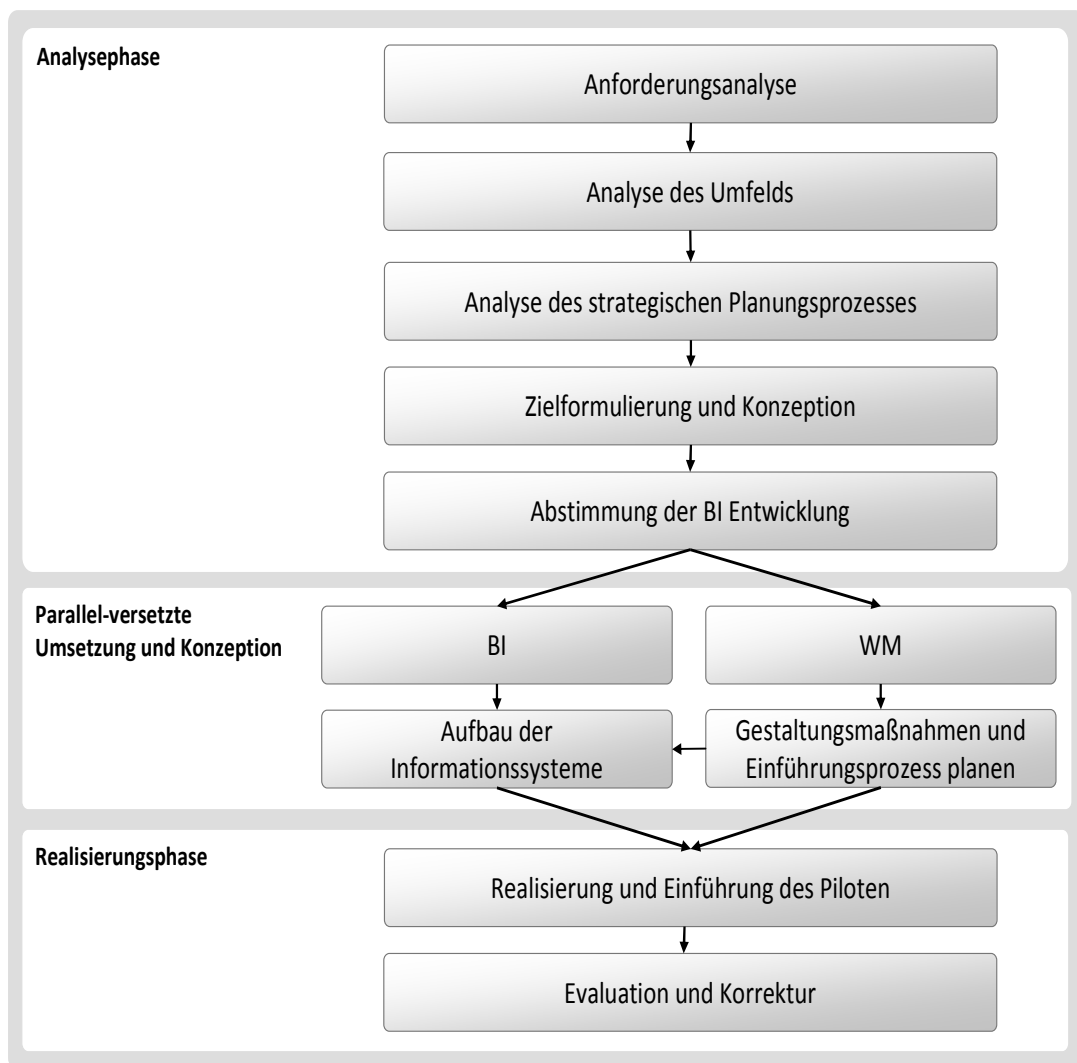 Analysephase
Anforderungsanalyse
Analyse des Umfelds
Analyse des strategischen Planungsprozesses
Zielformulierung und Konzeption
Abstimmung der BI Entwicklung
Parallel-versetzte
Umsetzung und Konzeption
BI
WM
Aufbau der
Informationssysteme
Gestaltungsmaßnahmen und
Einführungsprozess planen
Realisierungsphase
Realisierung und Einführung des Piloten
Evaluation und Korrektur